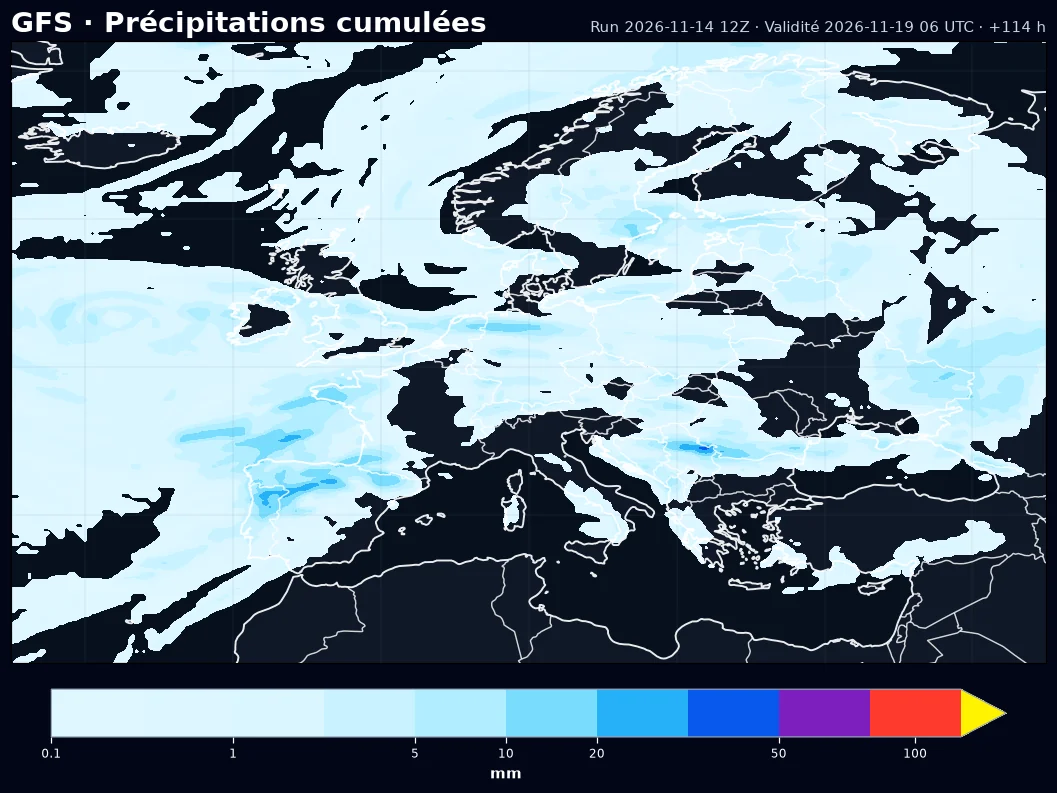 GFS · Précipitations cumulées
Run 2026-11-14 12Z · Validité 2026-11-19 06 UTC · +114 h
0.1 1 5 10 20 50 100
mm